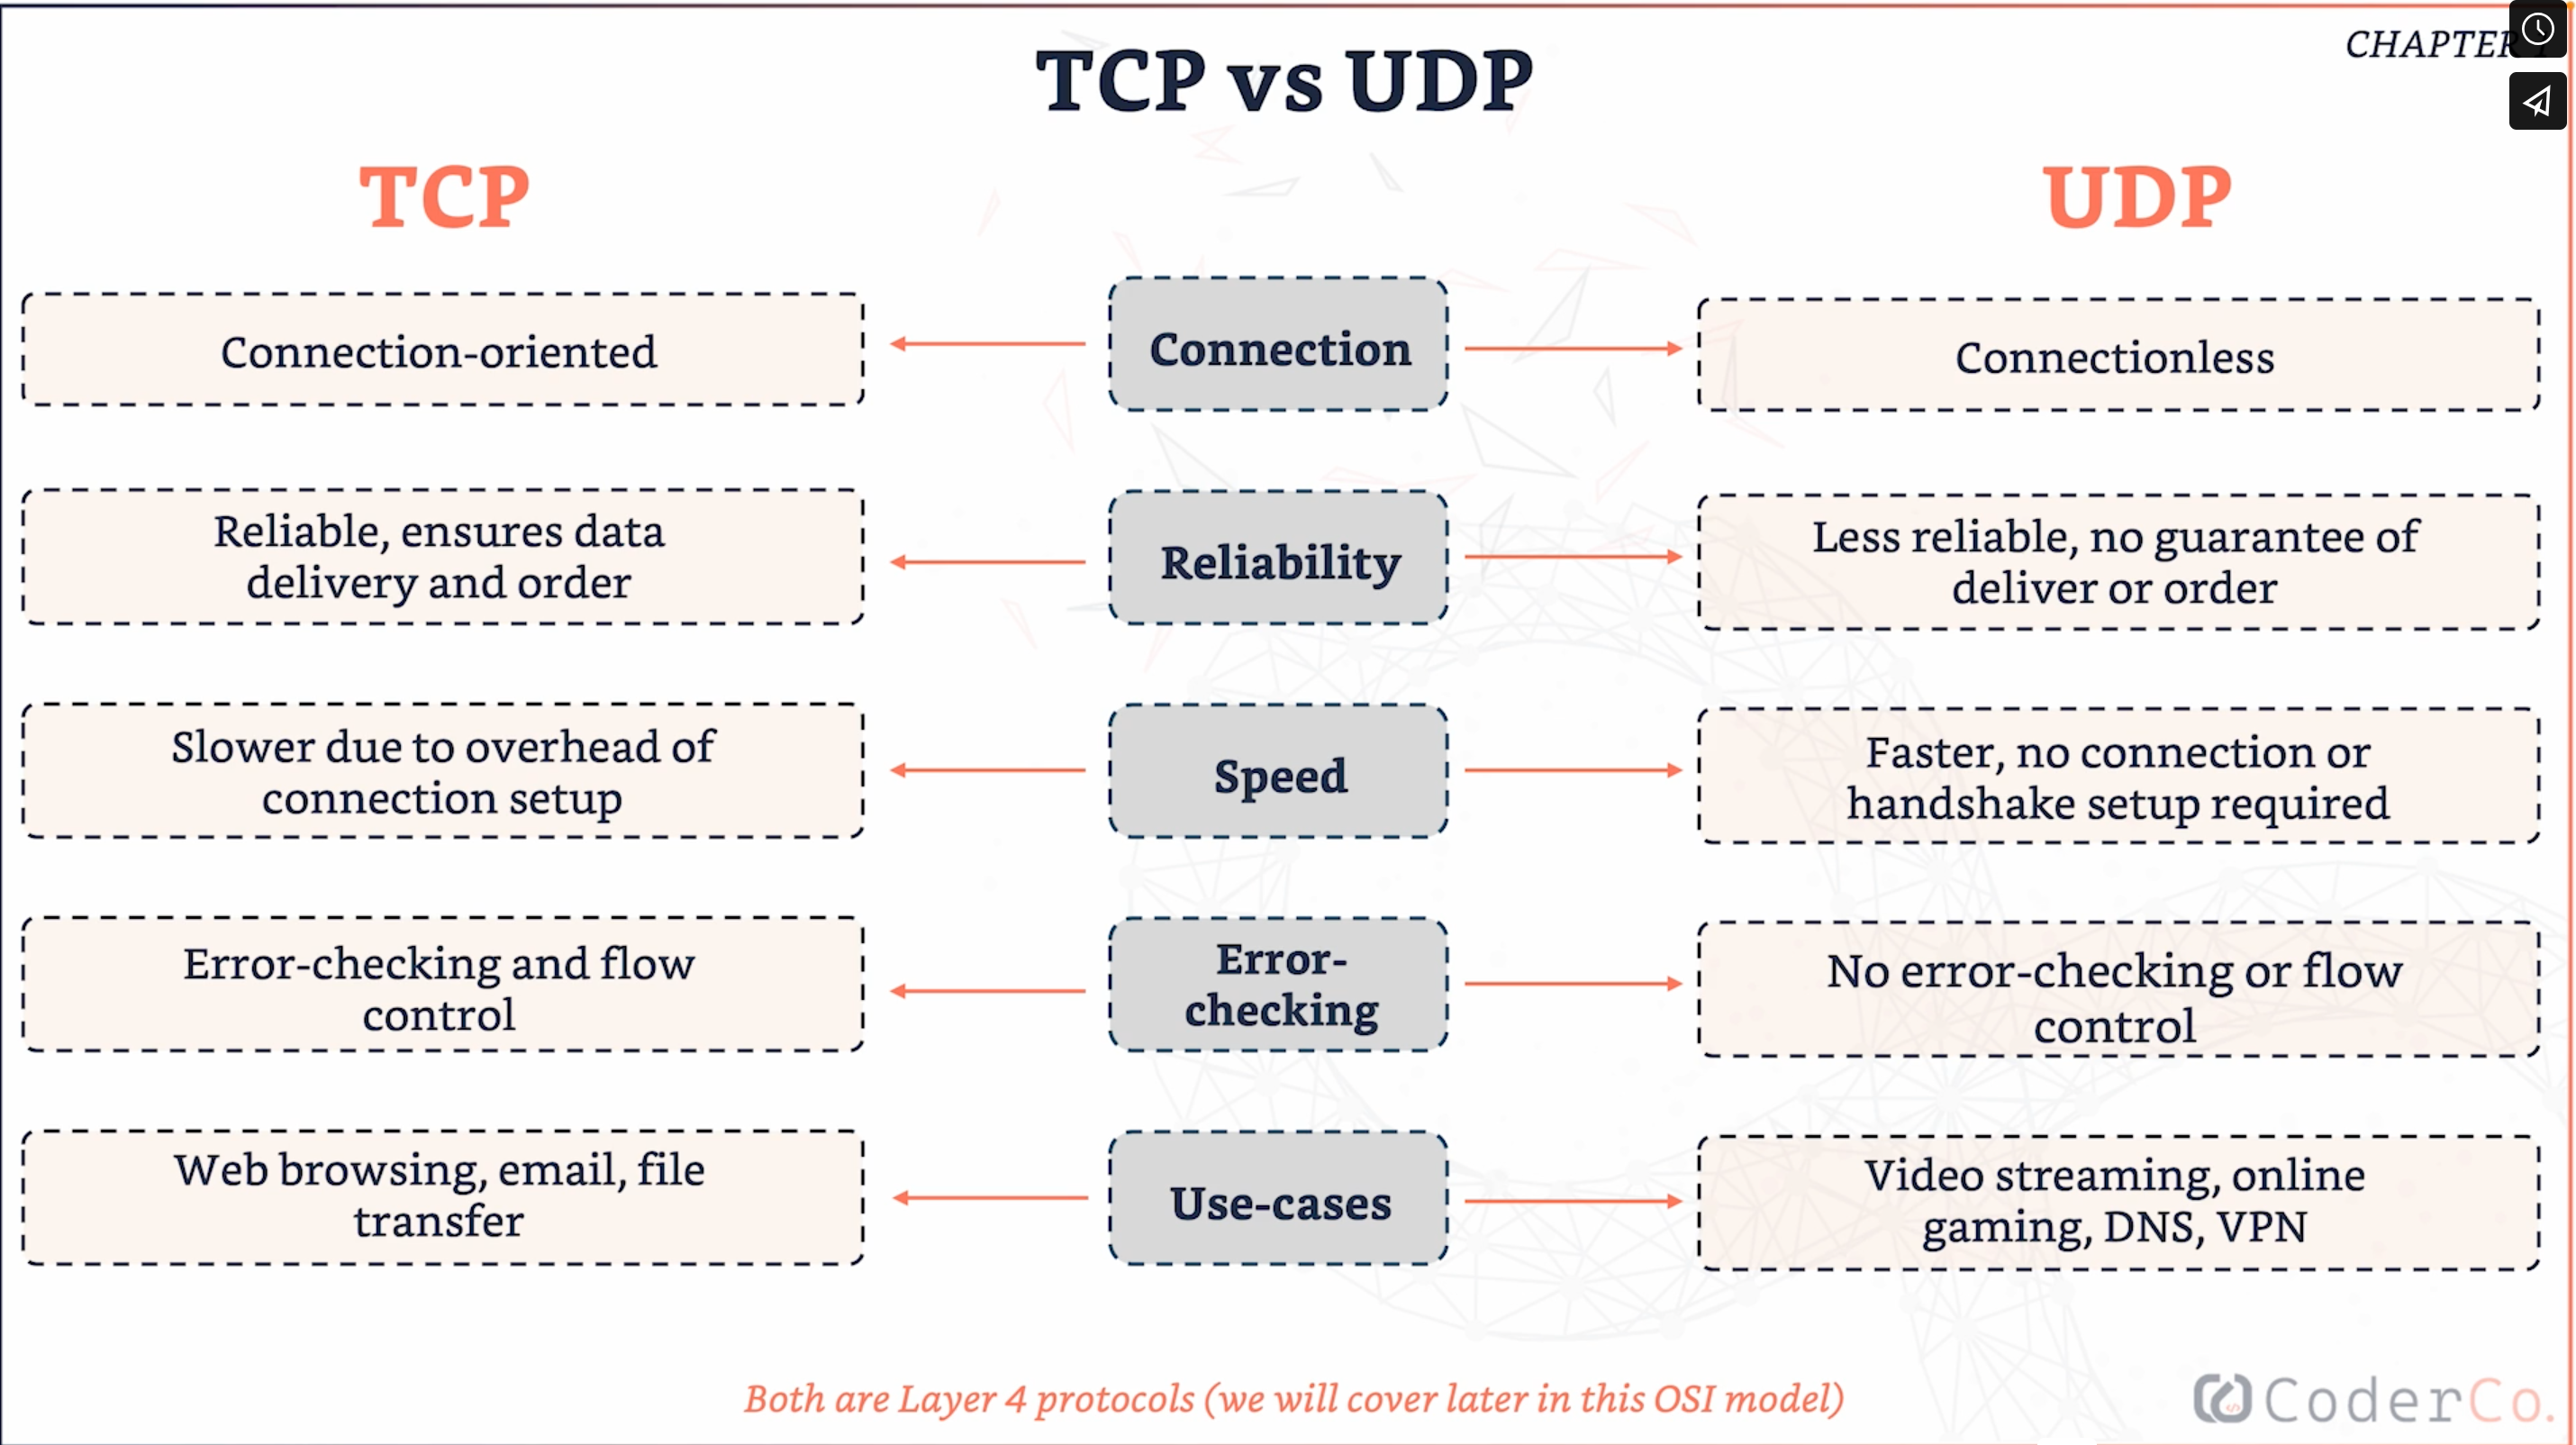 CHAPTER
TCP vs UDP
TCP
UDP
Connection-oriented
Connection
Connectionless
Reliable, ensures data
delivery and order
Reliability
Less reliable, no guarantee of
deliver or order
Slower due to overhead of
connection setup
Speed
Faster, no connection or
handshake setup required
Error-checking and flow
control
Error-
checking
No error-checking or flow
control
Web browsing, email, file
transfer
Use-cases
Video streaming, online
gaming, DNS, VPN
Both are Layer 4 protocols (we will cover later in this OSI model)
CoderCo.